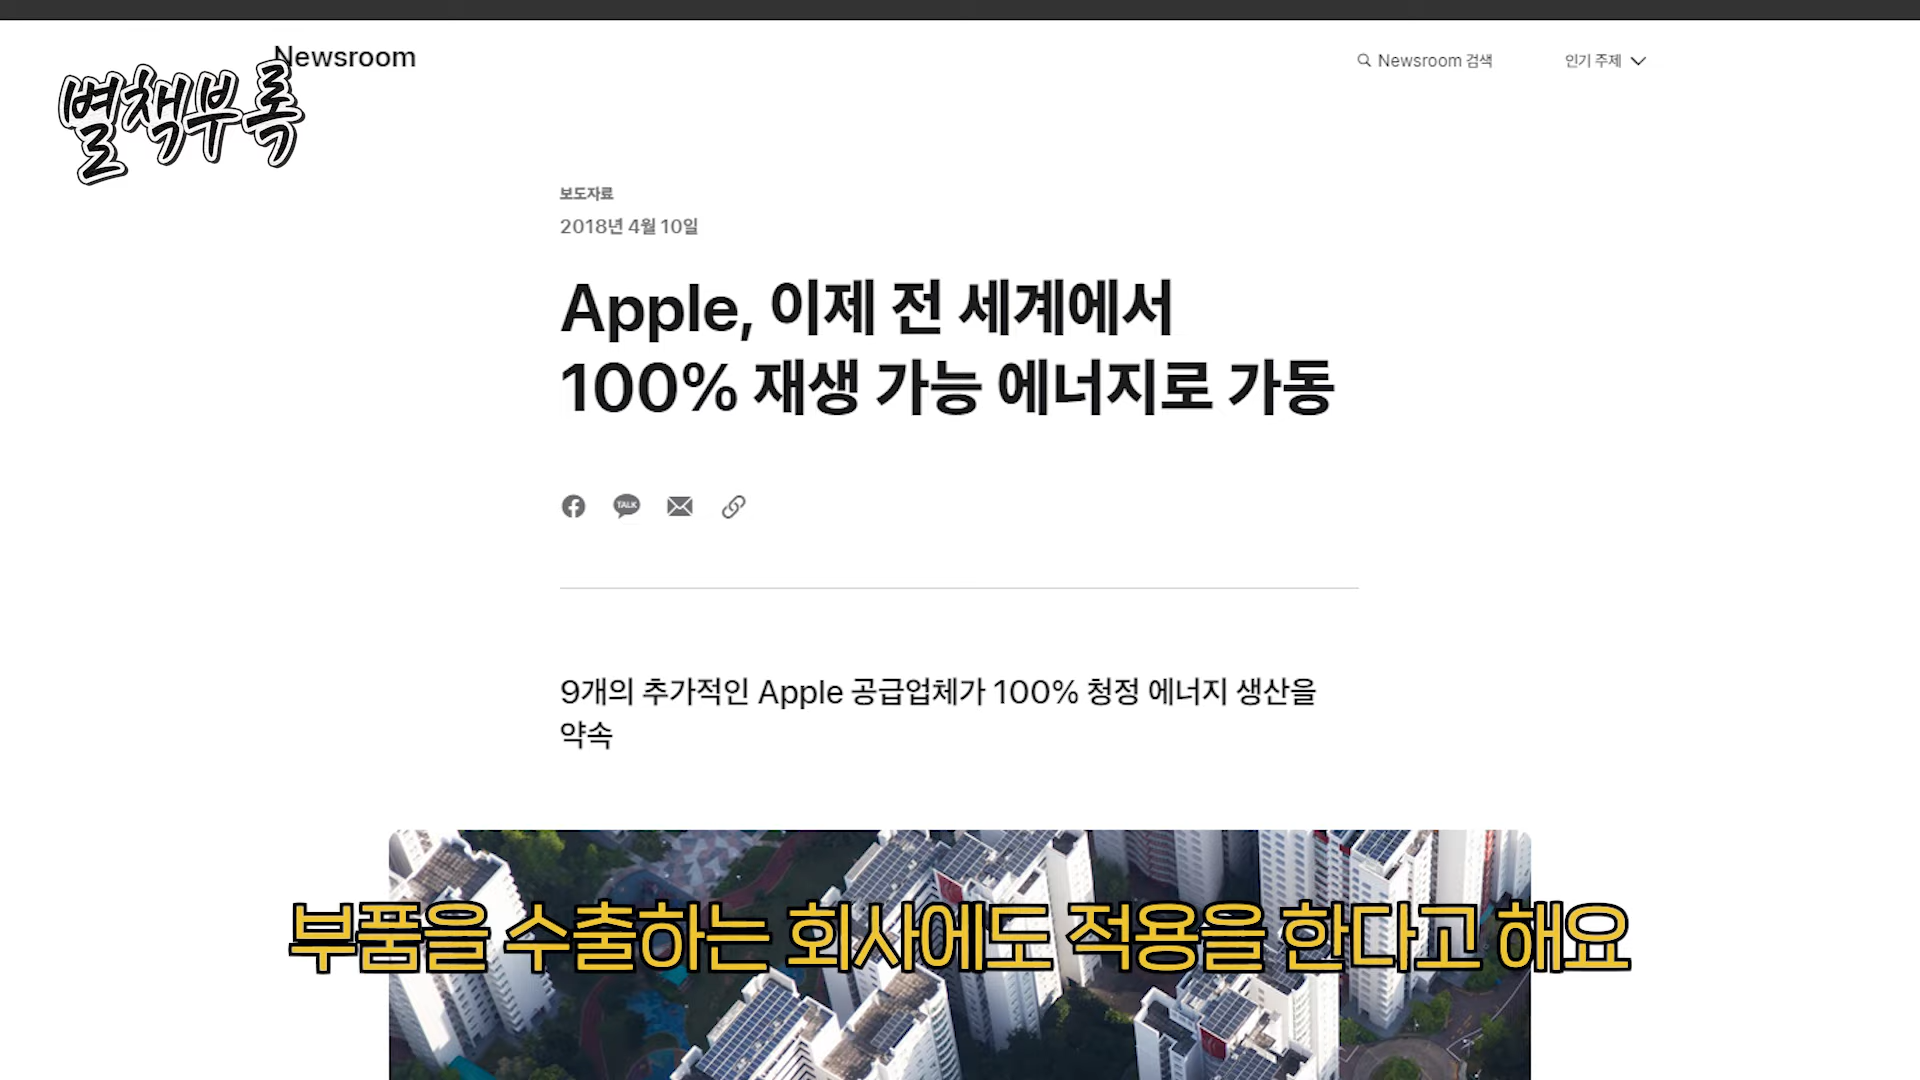 Newsroom
Newsroom 검색
인기 주제
별책부록
보도자료
2018년 4월 10일
Apple, 이제 전 세계에서
100% 재생 가능 에너지로 가동
TALK
9개의 추가적인 Apple 공급업체가 100% 청정 에너지 생산을
약속
부품을 수출하는 회사에도 적용을 한다고 해요